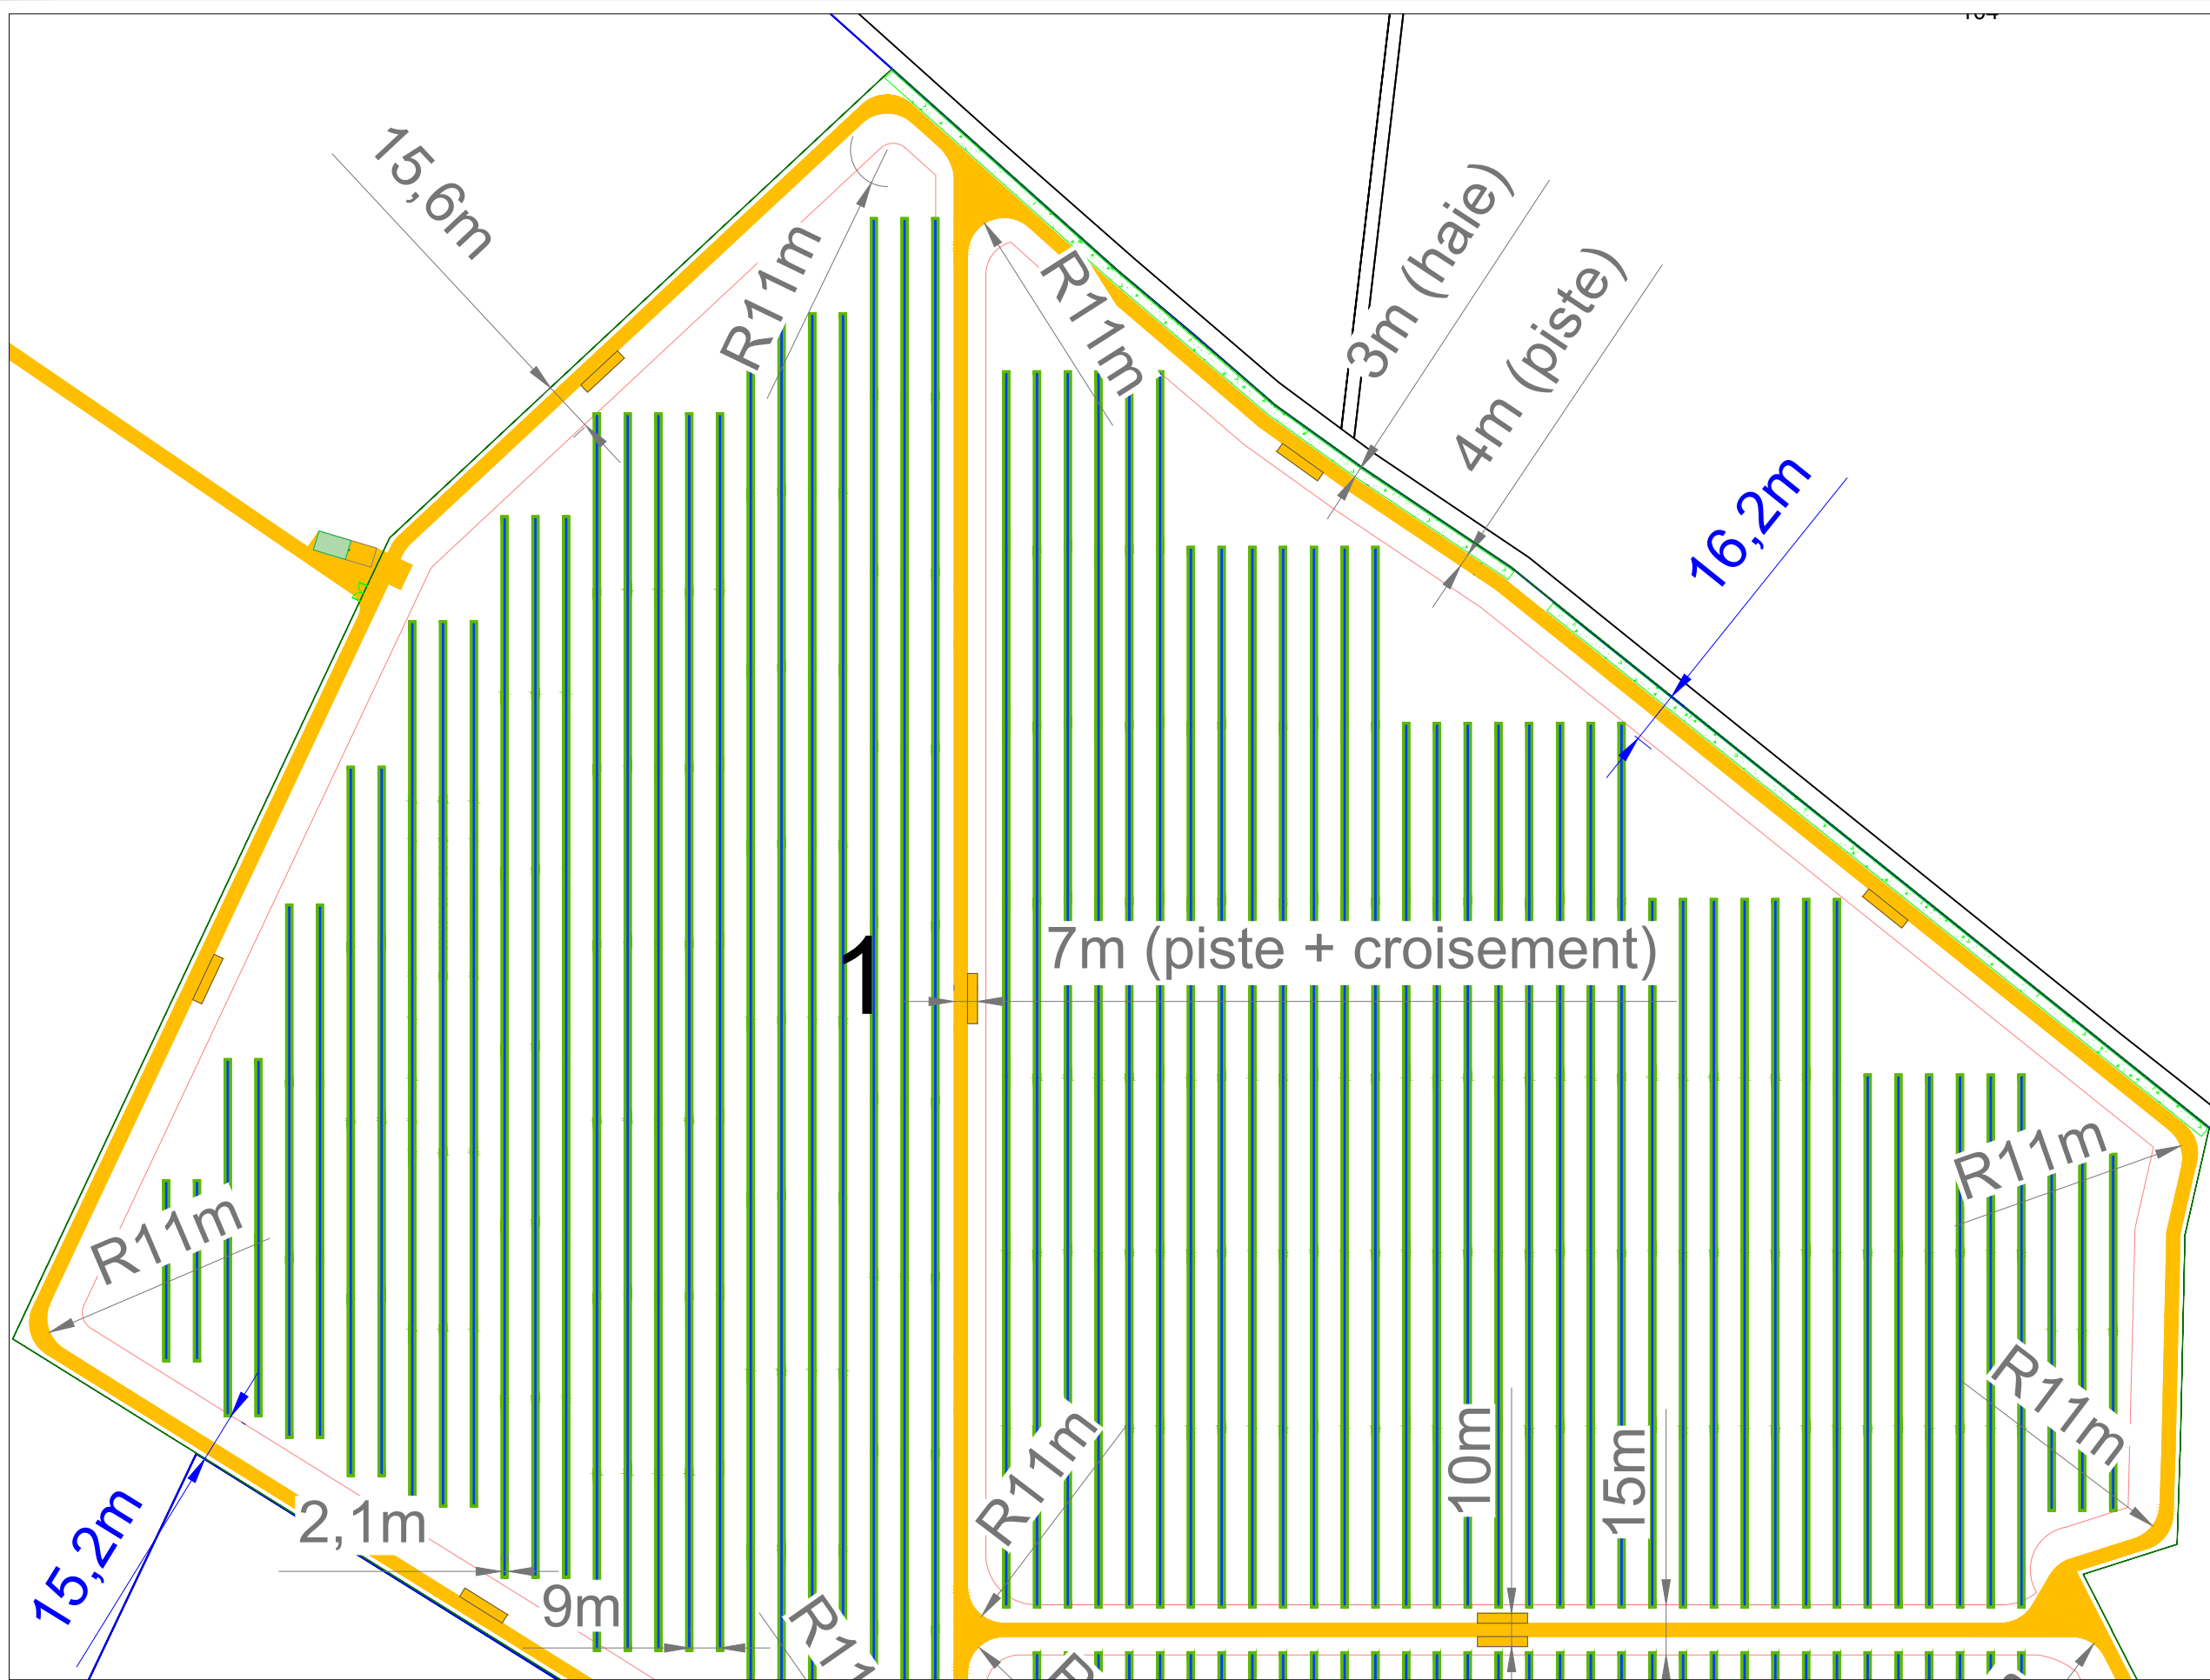 15,6m
R11m
R11m
3m (haie)
4m (piste)
16,2m
1
7m (piste + croisement)
R11m
R11m
R11m
R11m
10m
15m
15,2m
2,1m
9m